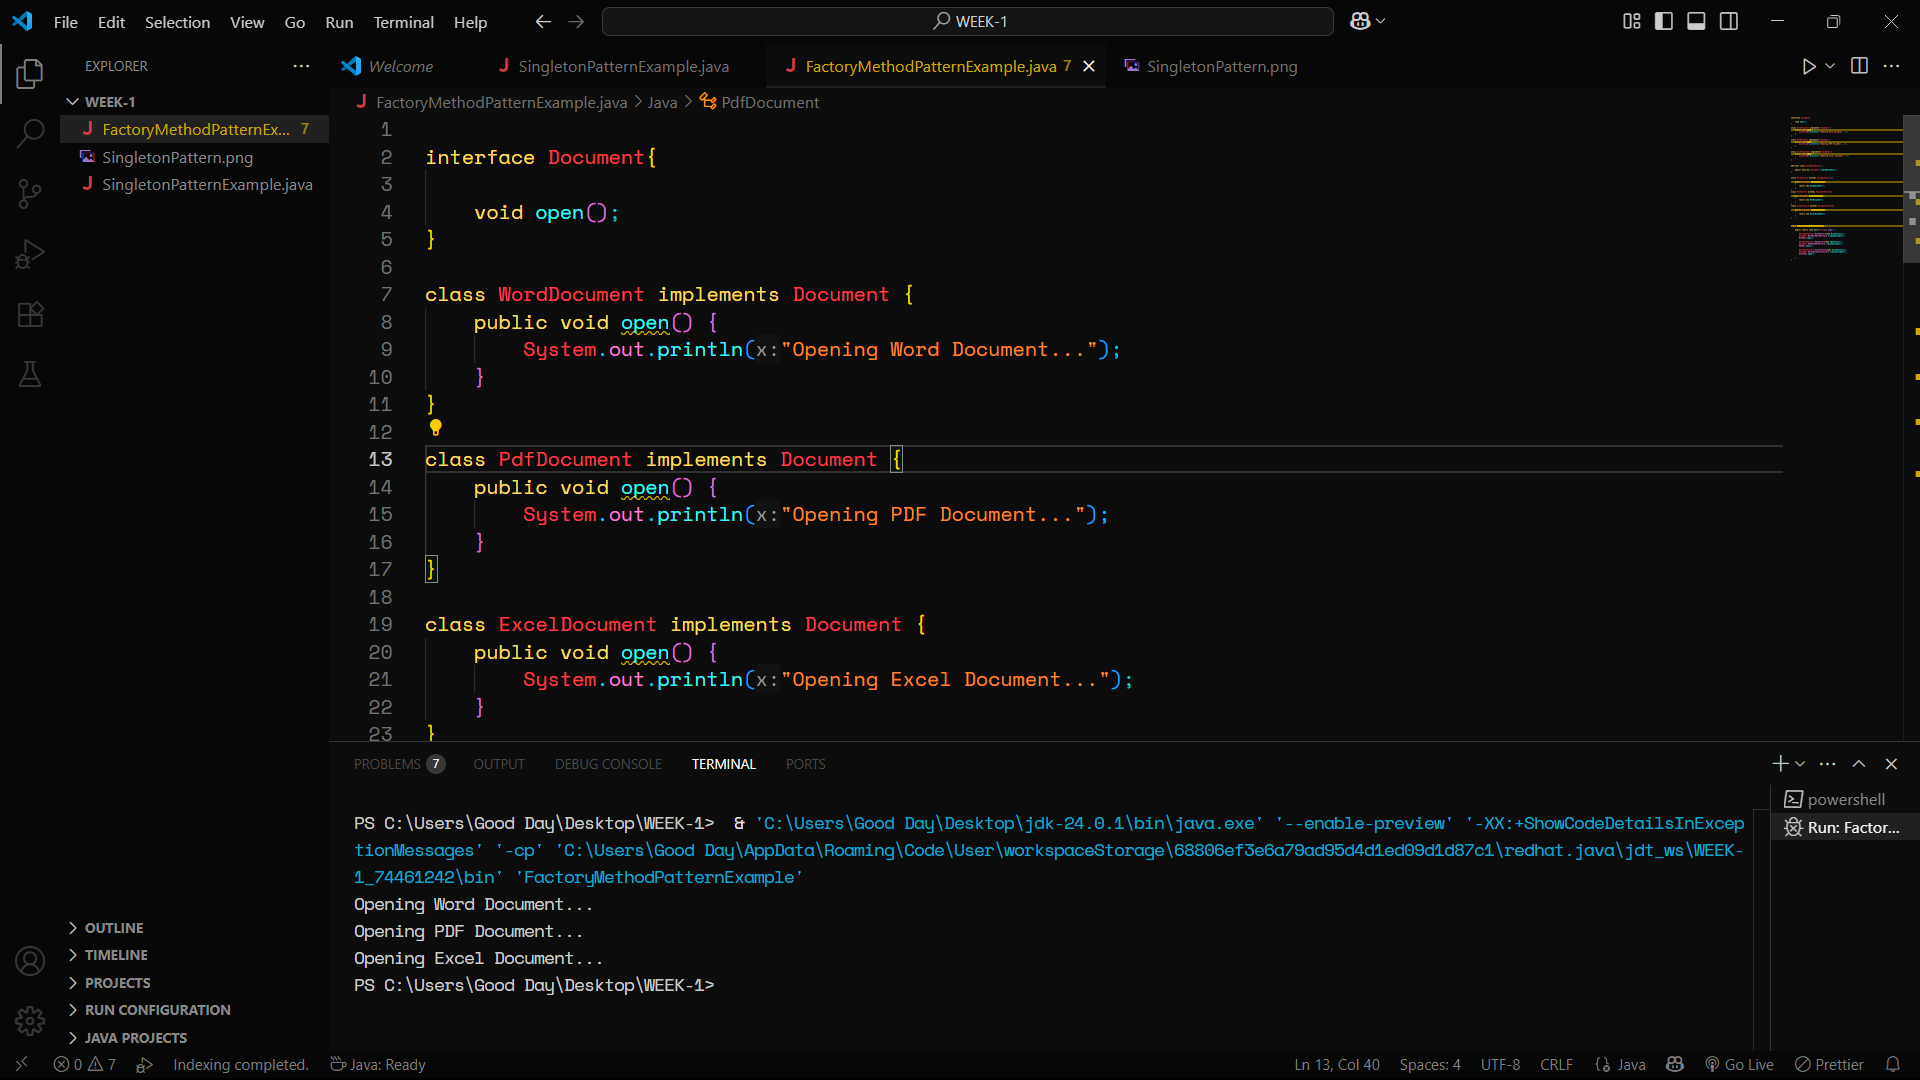 File Edit Selection View Go Run Terminal Help
WEEK-1
EXPLORER
WEEK-1
FactoryMethodPatternEx... 7
SingletonPattern.png
SingletonPatternExample.java
OUTLINE
TIMELINE
PROJECTS
RUN CONFIGURATION
JAVA PROJECTS
Welcome
SingletonPatternExample.java
FactoryMethodPatternExample.java 7
SingletonPattern.png
FactoryMethodPatternExample.java > Java > PdfDocument
1
2 interface Document{
3
4     void open();
5 }
6
7 class WordDocument implements Document {
8     public void open() {
9         System.out.println(x:"Opening Word Document...");
10     }
11 }
12
13 class PdfDocument implements Document {
14     public void open() {
15         System.out.println(x:"Opening PDF Document...");
16     }
17 }
18
19 class ExcelDocument implements Document {
20     public void open() {
21         System.out.println(x:"Opening Excel Document...");
22     }
23 }
PROBLEMS 7 OUTPUT DEBUG CONSOLE TERMINAL PORTS
PS C:\Users\Good Day\Desktop\WEEK-1>  & 'C:\Users\Good Day\Desktop\jdk-24.0.1\bin\java.exe' '--enable-preview' '-XX:+ShowCodeDetailsInExcep
tionMessages' '-cp' 'C:\Users\Good Day\AppData\Roaming\Code\User\workspaceStorage\68806ef3e6a79ad95d4d1ed09d1d87c1\redhat.java\jdt_ws\WEEK-
1_74461242\bin' 'FactoryMethodPatternExample'
Opening Word Document...
Opening PDF Document...
Opening Excel Document...
PS C:\Users\Good Day\Desktop\WEEK-1>
powershell
Run: Factor...
0 7 Indexing completed. Java: Ready Ln 13, Col 40 Spaces: 4 UTF-8 CRLF {} Java Go Live Prettier